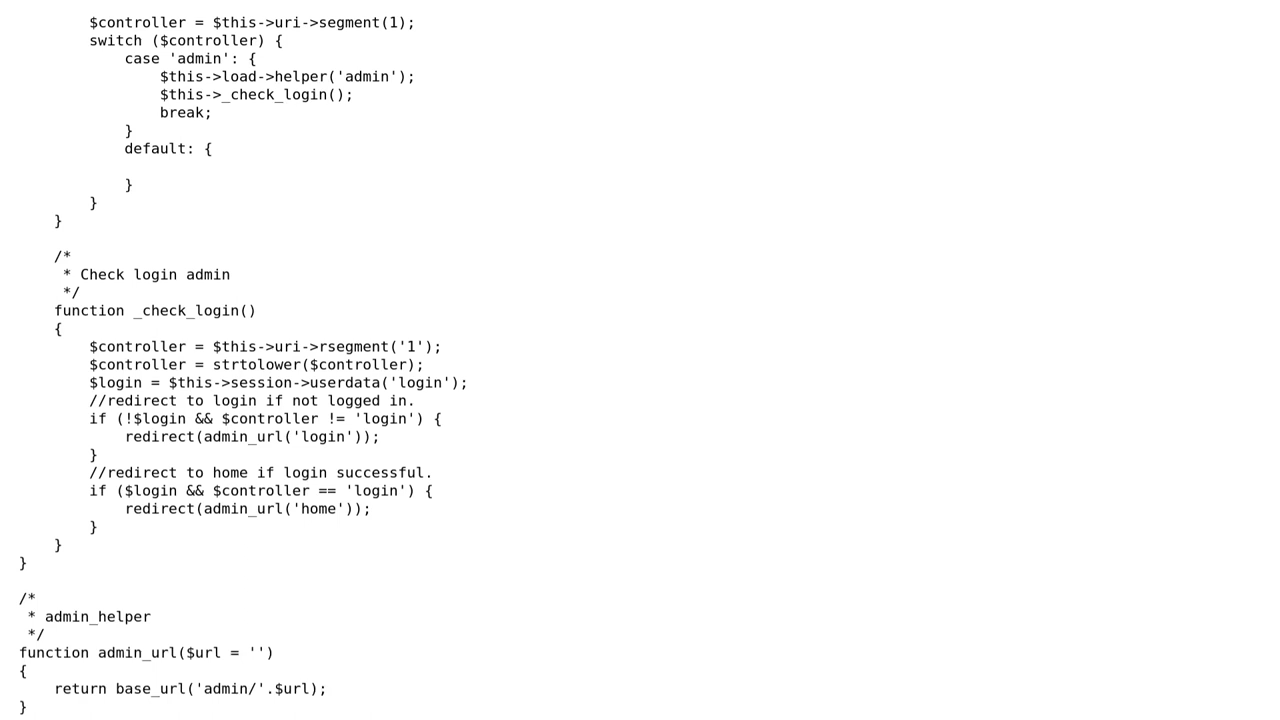 $controller = $this->uri->segment(1);
        switch ($controller) {
            case 'admin': {
                $this->load->helper('admin');
                $this->_check_login();
                break;
            }
            default: {

            }
        }
    }

    /*
     * Check login admin
     */
    function _check_login()
    {
        $controller = $this->uri->rsegment('1');
        $controller = strtolower($controller);
        $login = $this->session->userdata('login');
        //redirect to login if not logged in.
        if (!$login && $controller != 'login') {
            redirect(admin_url('login'));
        }
        //redirect to home if login successful.
        if ($login && $controller == 'login') {
            redirect(admin_url('home'));
        }
    }
}

/*
 * admin_helper
 */
function admin_url($url = '')
{
    return base_url('admin/'.$url);
}